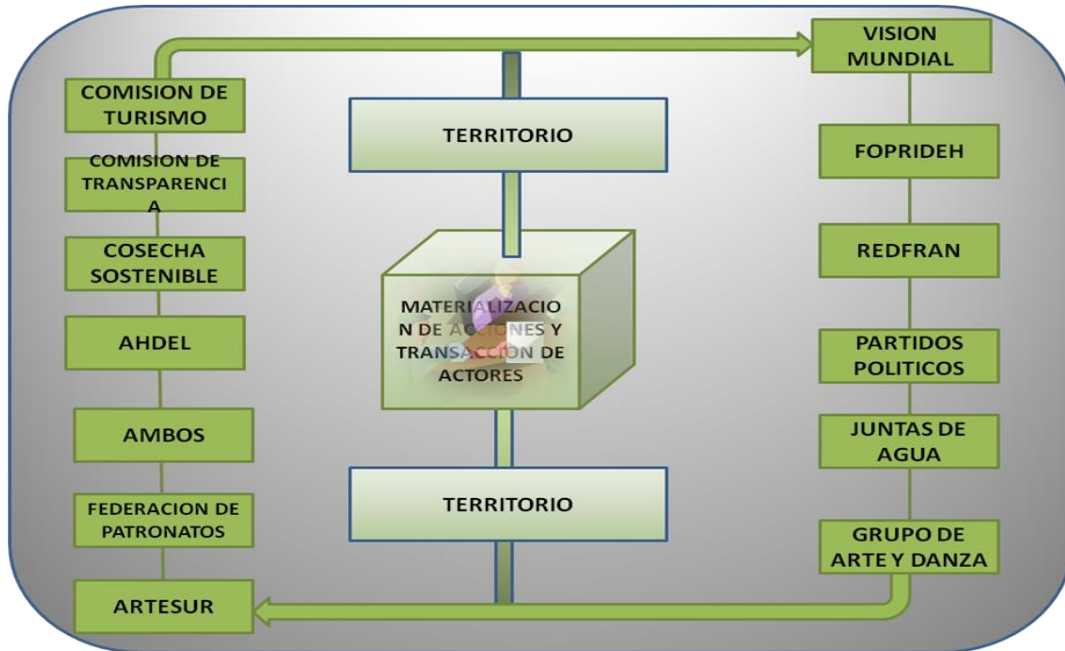 COMISION DE
TURISMO
COMISION DE
TRANSPARENCI
A
COSECHA
SOSTENIBLE
AHDEL
AMBOS
FEDERACION DE
PATRONATOS
ARTESUR
TERRITORIO
MATERIALIZACIO
N DE ACCIONES Y
TRANSACCION DE
ACTORES
TERRITORIO
VISION
MUNDIAL
FOPRIDEH
REDFRAN
PARTIDOS
POLITICOS
JUNTAS DE
AGUA
GRUPO DE
ARTE Y DANZA